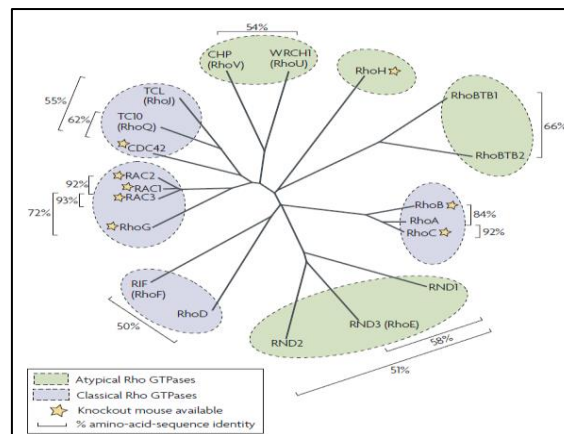 54%
CHP
(RhoV)
WRCH1
(RhoU)
RhoH
TCL
(RhoJ)
55%
TC10
(RhoQ)
62%
CDC42
RhoBTB1
66%
RhoBTB2
RAC2
92%
RAC1
93%
RAC3
72%
RhoG
RhoB
84%
RhoA
RhoC
92%
RIF
(RhoF)
RhoD
50%
RND1
RND3 (RhoE)
RND2
58%
51%
Atypical Rho GTPases
Classical Rho GTPases
Knockout mouse available
% amino-acid-sequence identity